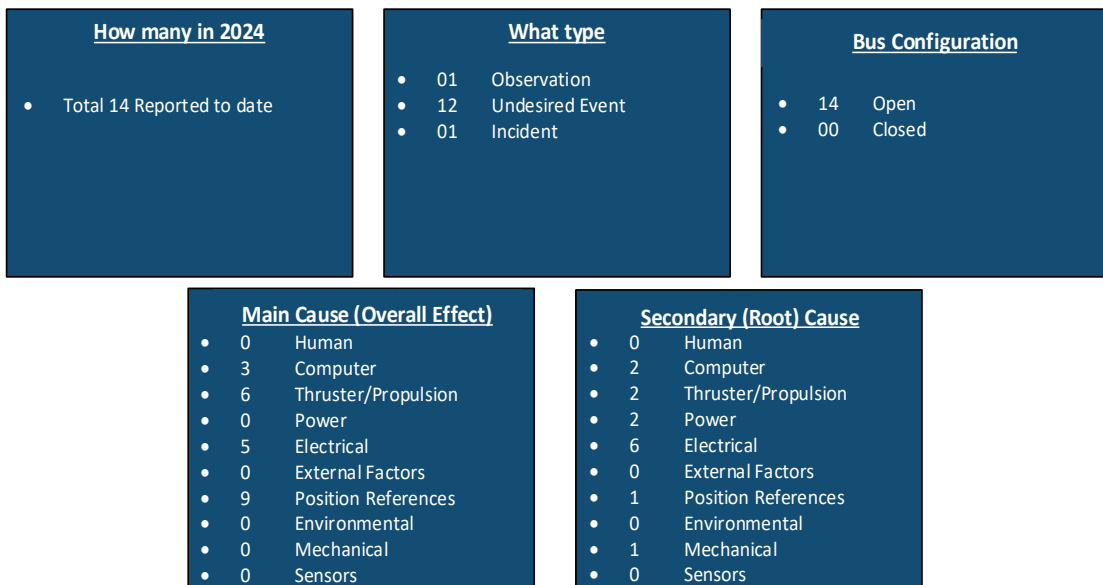 How many in 2024
• Total 14 Reported to date
What type
• 01 Observation
• 12 Undesired Event
• 01 Incident
Bus Configuration
• 14 Open
• 00 Closed
Main Cause (Overall Effect)
• 0 Human
• 3 Computer
• 6 Thruster/Propulsion
• 0 Power
• 5 Electrical
• 0 External Factors
• 9 Position References
• 0 Environmental
• 0 Mechanical
• 0 Sensors
Secondary (Root) Cause
• 0 Human
• 2 Computer
• 2 Thruster/Propulsion
• 2 Power
• 6 Electrical
• 0 External Factors
• 1 Position References
• 0 Environmental
• 1 Mechanical
• 0 Sensors